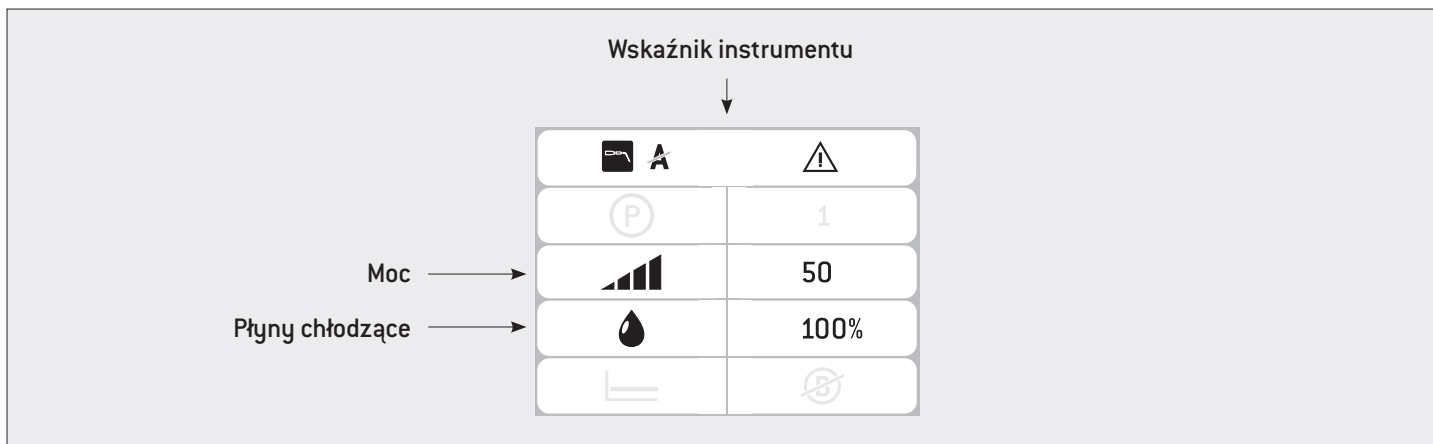 Wskaźnik instrumentu
A
P 1
Moc 50
Płyny chłodzące 100%
B